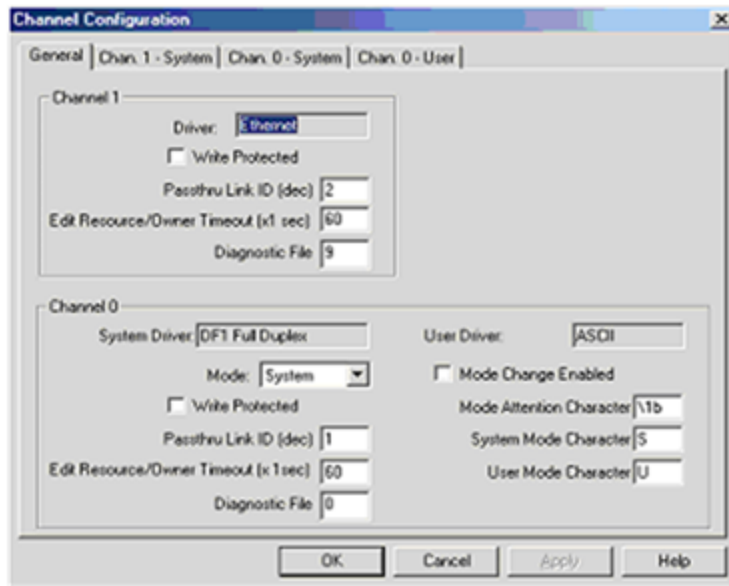 Channel Configuration
General Chan. 1 - System Chan. 0 - System Chan. 0 - User
Channel 1
Driver: Ethernet
Write Protected
Passthru Link ID (dec) 2
Edit Resource/Owner Timeout (x1 sec) 60
Diagnostic File 9
Channel 0
System Driver: DF1 Full Duplex
Mode: System
Write Protected
Passthru Link ID (dec) 1
Edit Resource/Owner Timeout (x 1sec) 60
Diagnostic File 0
User Driver: ASCII
Mode Change Enabled
Mode Attention Character \1b
System Mode Character S
User Mode Character U
OK Cancel Apply Help